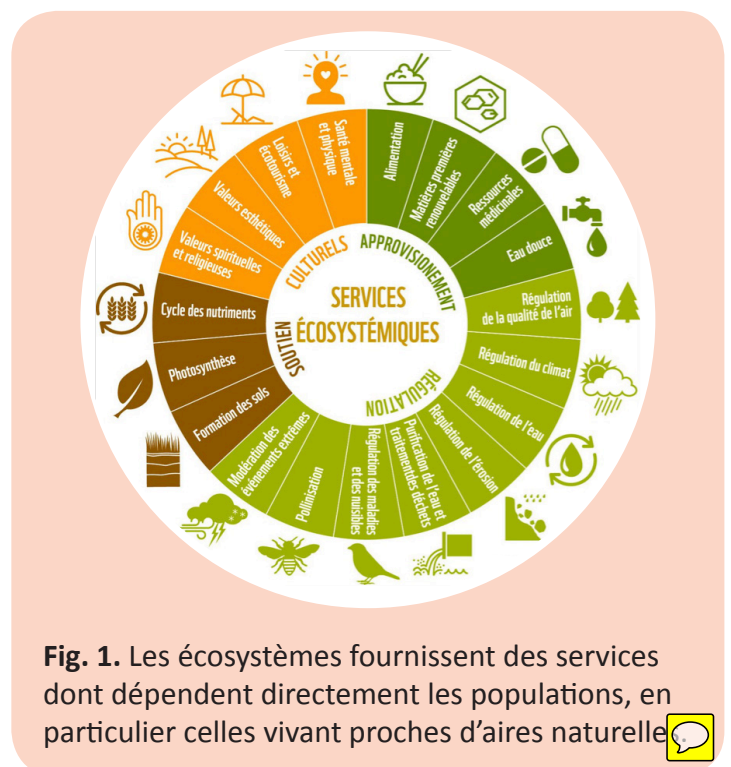 Santé mentale
et physique
Loisirs et
écotourisme
Valeurs esthétiques
Valeurs spirituelles
et religieuses
Alimentation
Matières premières
renouvelables
Ressources
médicinales
Eau douce
CULTURELS
APPROVISIONEMENT
SERVICES
ÉCOSYSTÉMIQUES
SOUTIEN
RÉGULATION
Cycle des nutriments
Photosynthèse
Formation des sols
Régulation
de la qualité de l'air
Régulation du climat
Régulation de l'eau
Régulation de l'érosion
Purification de l'eau et
traitementdes déchets
Régulation des maladies
et des nuisibles
Pollinisation
Modération des
événements extrêmes
Fig. 1. Les écosystèmes fournissent des services
dont dépendent directement les populations, en
particulier celles vivant proches d'aires naturelle